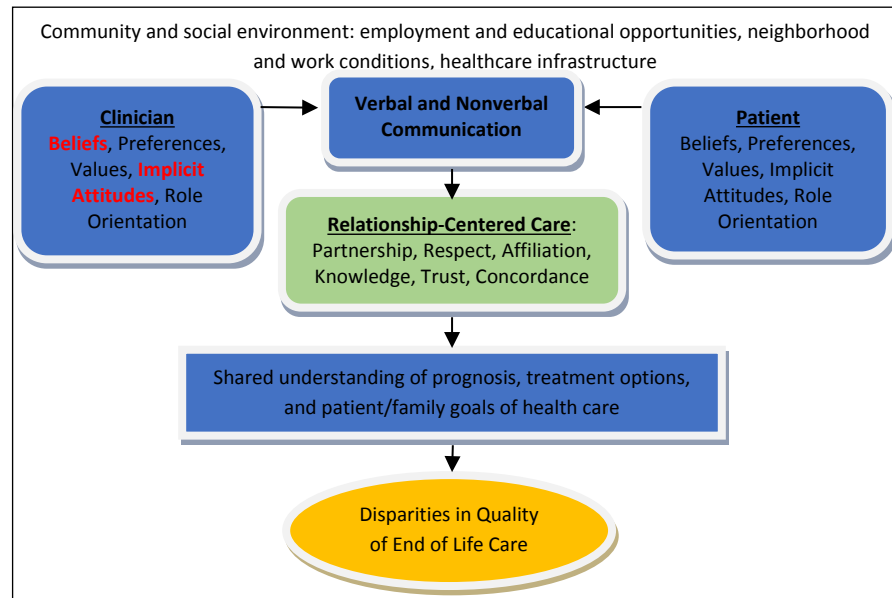 Community and social environment: employment and educational opportunities, neighborhood
and work conditions, healthcare infrastructure
Clinician
Beliefs, Preferences,
Values, Implicit
Attitudes, Role
Orientation
Verbal and Nonverbal
Communication
Patient
Beliefs, Preferences,
Values, Implicit
Attitudes, Role
Orientation
Relationship-Centered Care:
Partnership, Respect, Affiliation,
Knowledge, Trust, Concordance
Shared understanding of prognosis, treatment options,
and patient/family goals of health care
Disparities in Quality
of End of Life Care